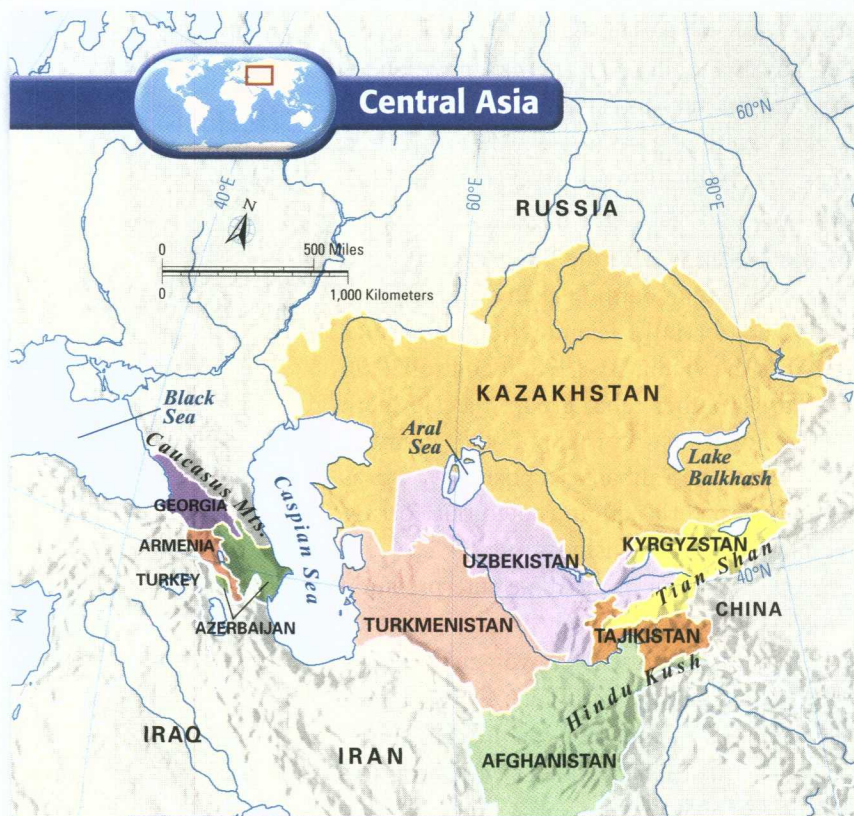 Central Asia
60°N
40°E
60°E
80°E
N
RUSSIA
0 500 Miles
0 1,000 Kilometers
KAZAKHSTAN
Black
Sea
Aral
Sea
Lake
Balkhash
Caucasus Mts.
Caspian Sea
GEORGIA
ARMENIA
TURKEY
AZERBAIJAN
UZBEKISTAN
KYRGYZSTAN
Tian Shan
40°N
CHINA
TURKMENISTAN
TAJIKISTAN
Hindu Kush
IRAQ
IRAN
AFGHANISTAN